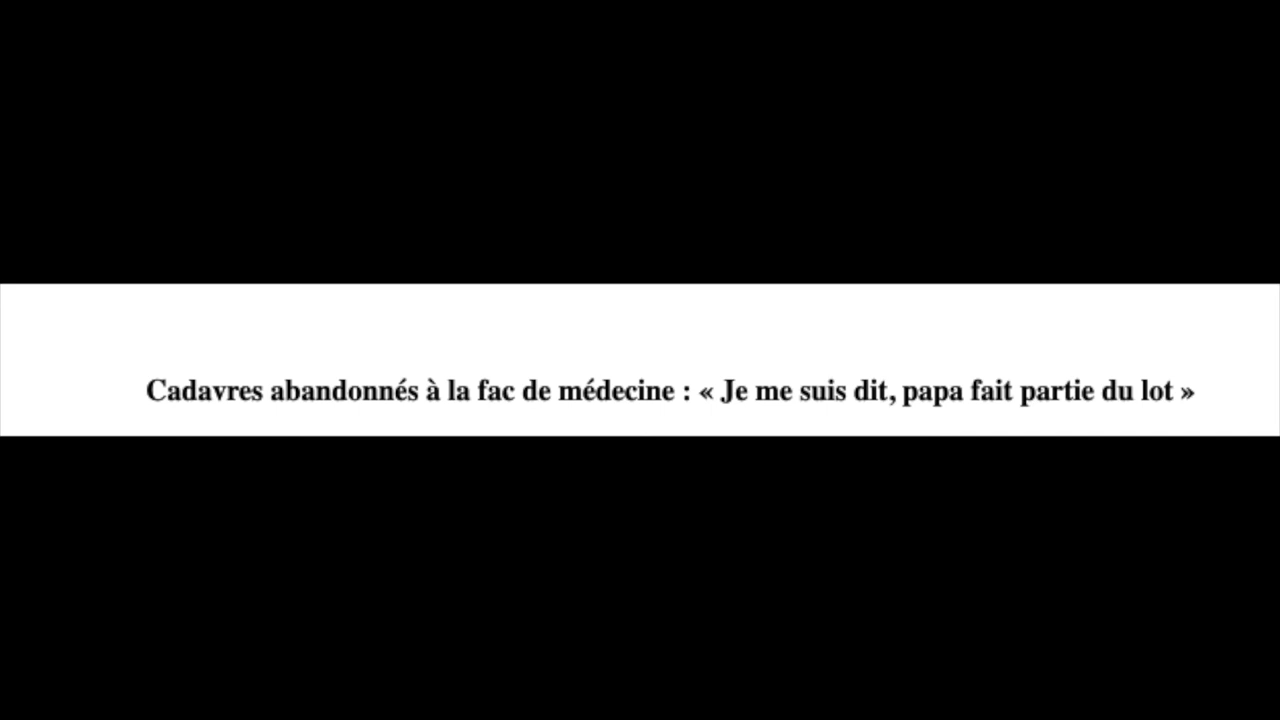 Cadavres abandonnés à la fac de médecine : « Je me suis dit, papa fait partie du lot »